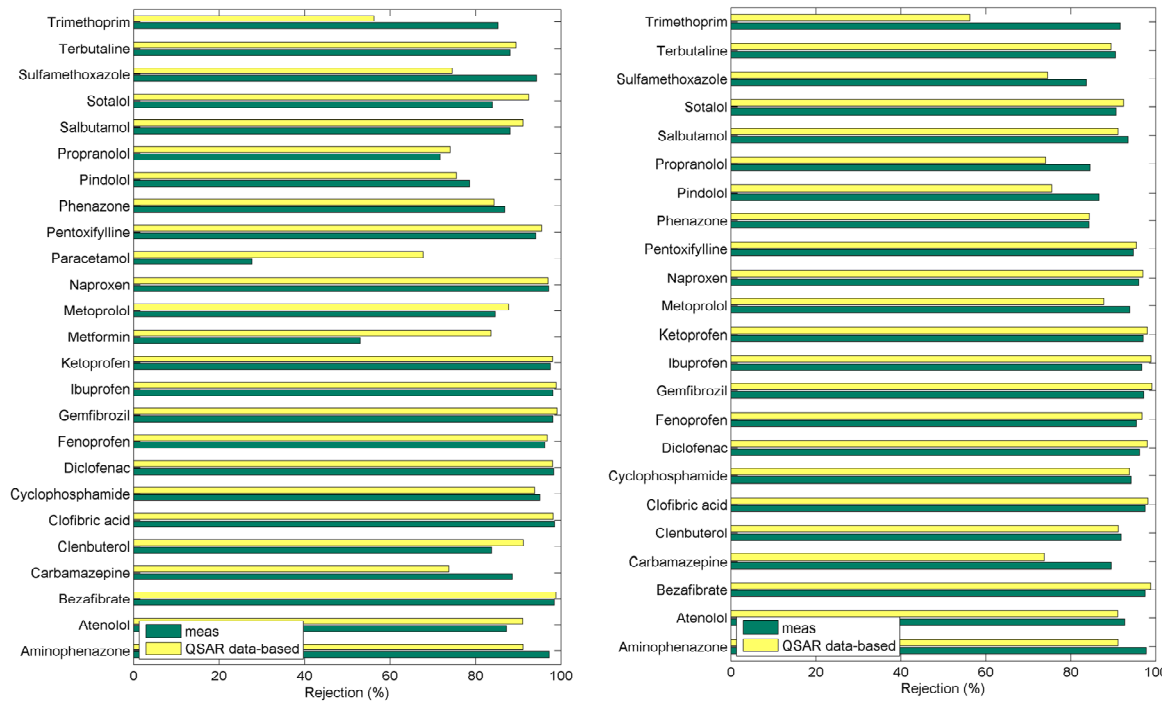 Trimethoprim
Terbutaline
Sulfamethoxazole
Sotalol
Salbutamol
Propranolol
Pindolol
Phenazone
Pentoxifylline
Paracetamol
Naproxen
Metoprolol
Metformin
Ketoprofen
Ibuprofen
Gemfibrozil
Fenoprofen
Diclofenac
Cyclophosphamide
Clofibric acid
Clenbuterol
Carbamazepine
Bezafibrate
Atenolol
Aminophenazone
meas
QSAR data-based
0 20 40 60 80 100
Rejection (%)
Trimethoprim
Terbutaline
Sulfamethoxazole
Sotalol
Salbutamol
Propranolol
Pindolol
Phenazone
Pentoxifylline
Naproxen
Metoprolol
Ketoprofen
Ibuprofen
Gemfibrozil
Fenoprofen
Diclofenac
Cyclophosphamide
Clofibric acid
Clenbuterol
Carbamazepine
Bezafibrate
Atenolol
Aminophenazone
meas
QSAR data-based
0 20 40 60 80 100
Rejection (%)